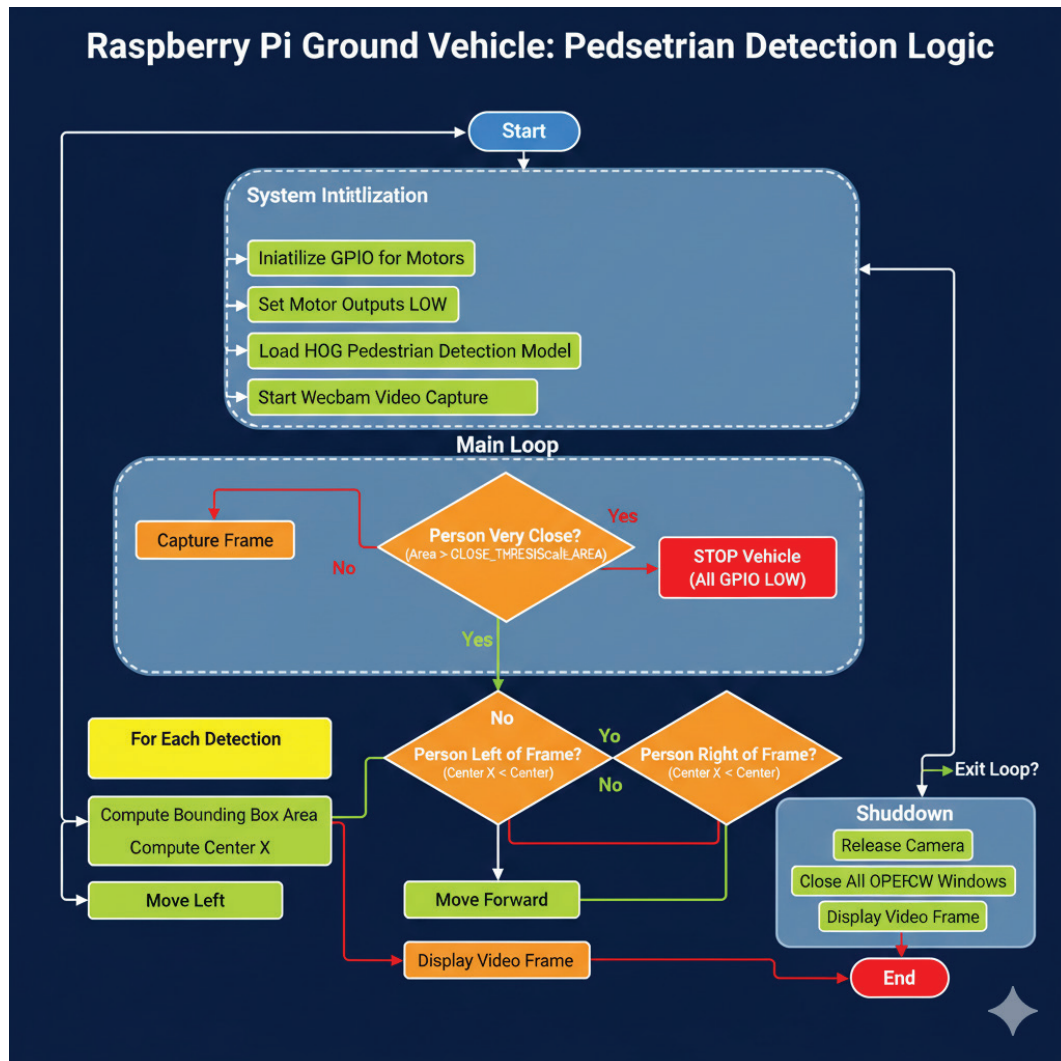 Raspberry Pi Ground Vehicle: Pedsetrian Detection Logic
Start
System Intitlization
Iniatilize GPIO for Motors
Set Motor Outputs LOW
Load HOG Pedestrian Detection Model
Start Wecbam Video Capture
Main Loop
Capture Frame
No
Person Very Close?
(Area >
Yes
STOP Vehicle
(All GPIO LOW)
Yes
For Each Detection
No
Person Left of Frame?
(Center X < Center)
Yo
No
Person Right of Frame?
(Center X < Center)
Exit Loop?
Compute Bounding Box Area
Compute Center X
Move Left
Move Forward
Display Video Frame
Shuddown
Release Camera
Close All Windows
Display Video Frame
End